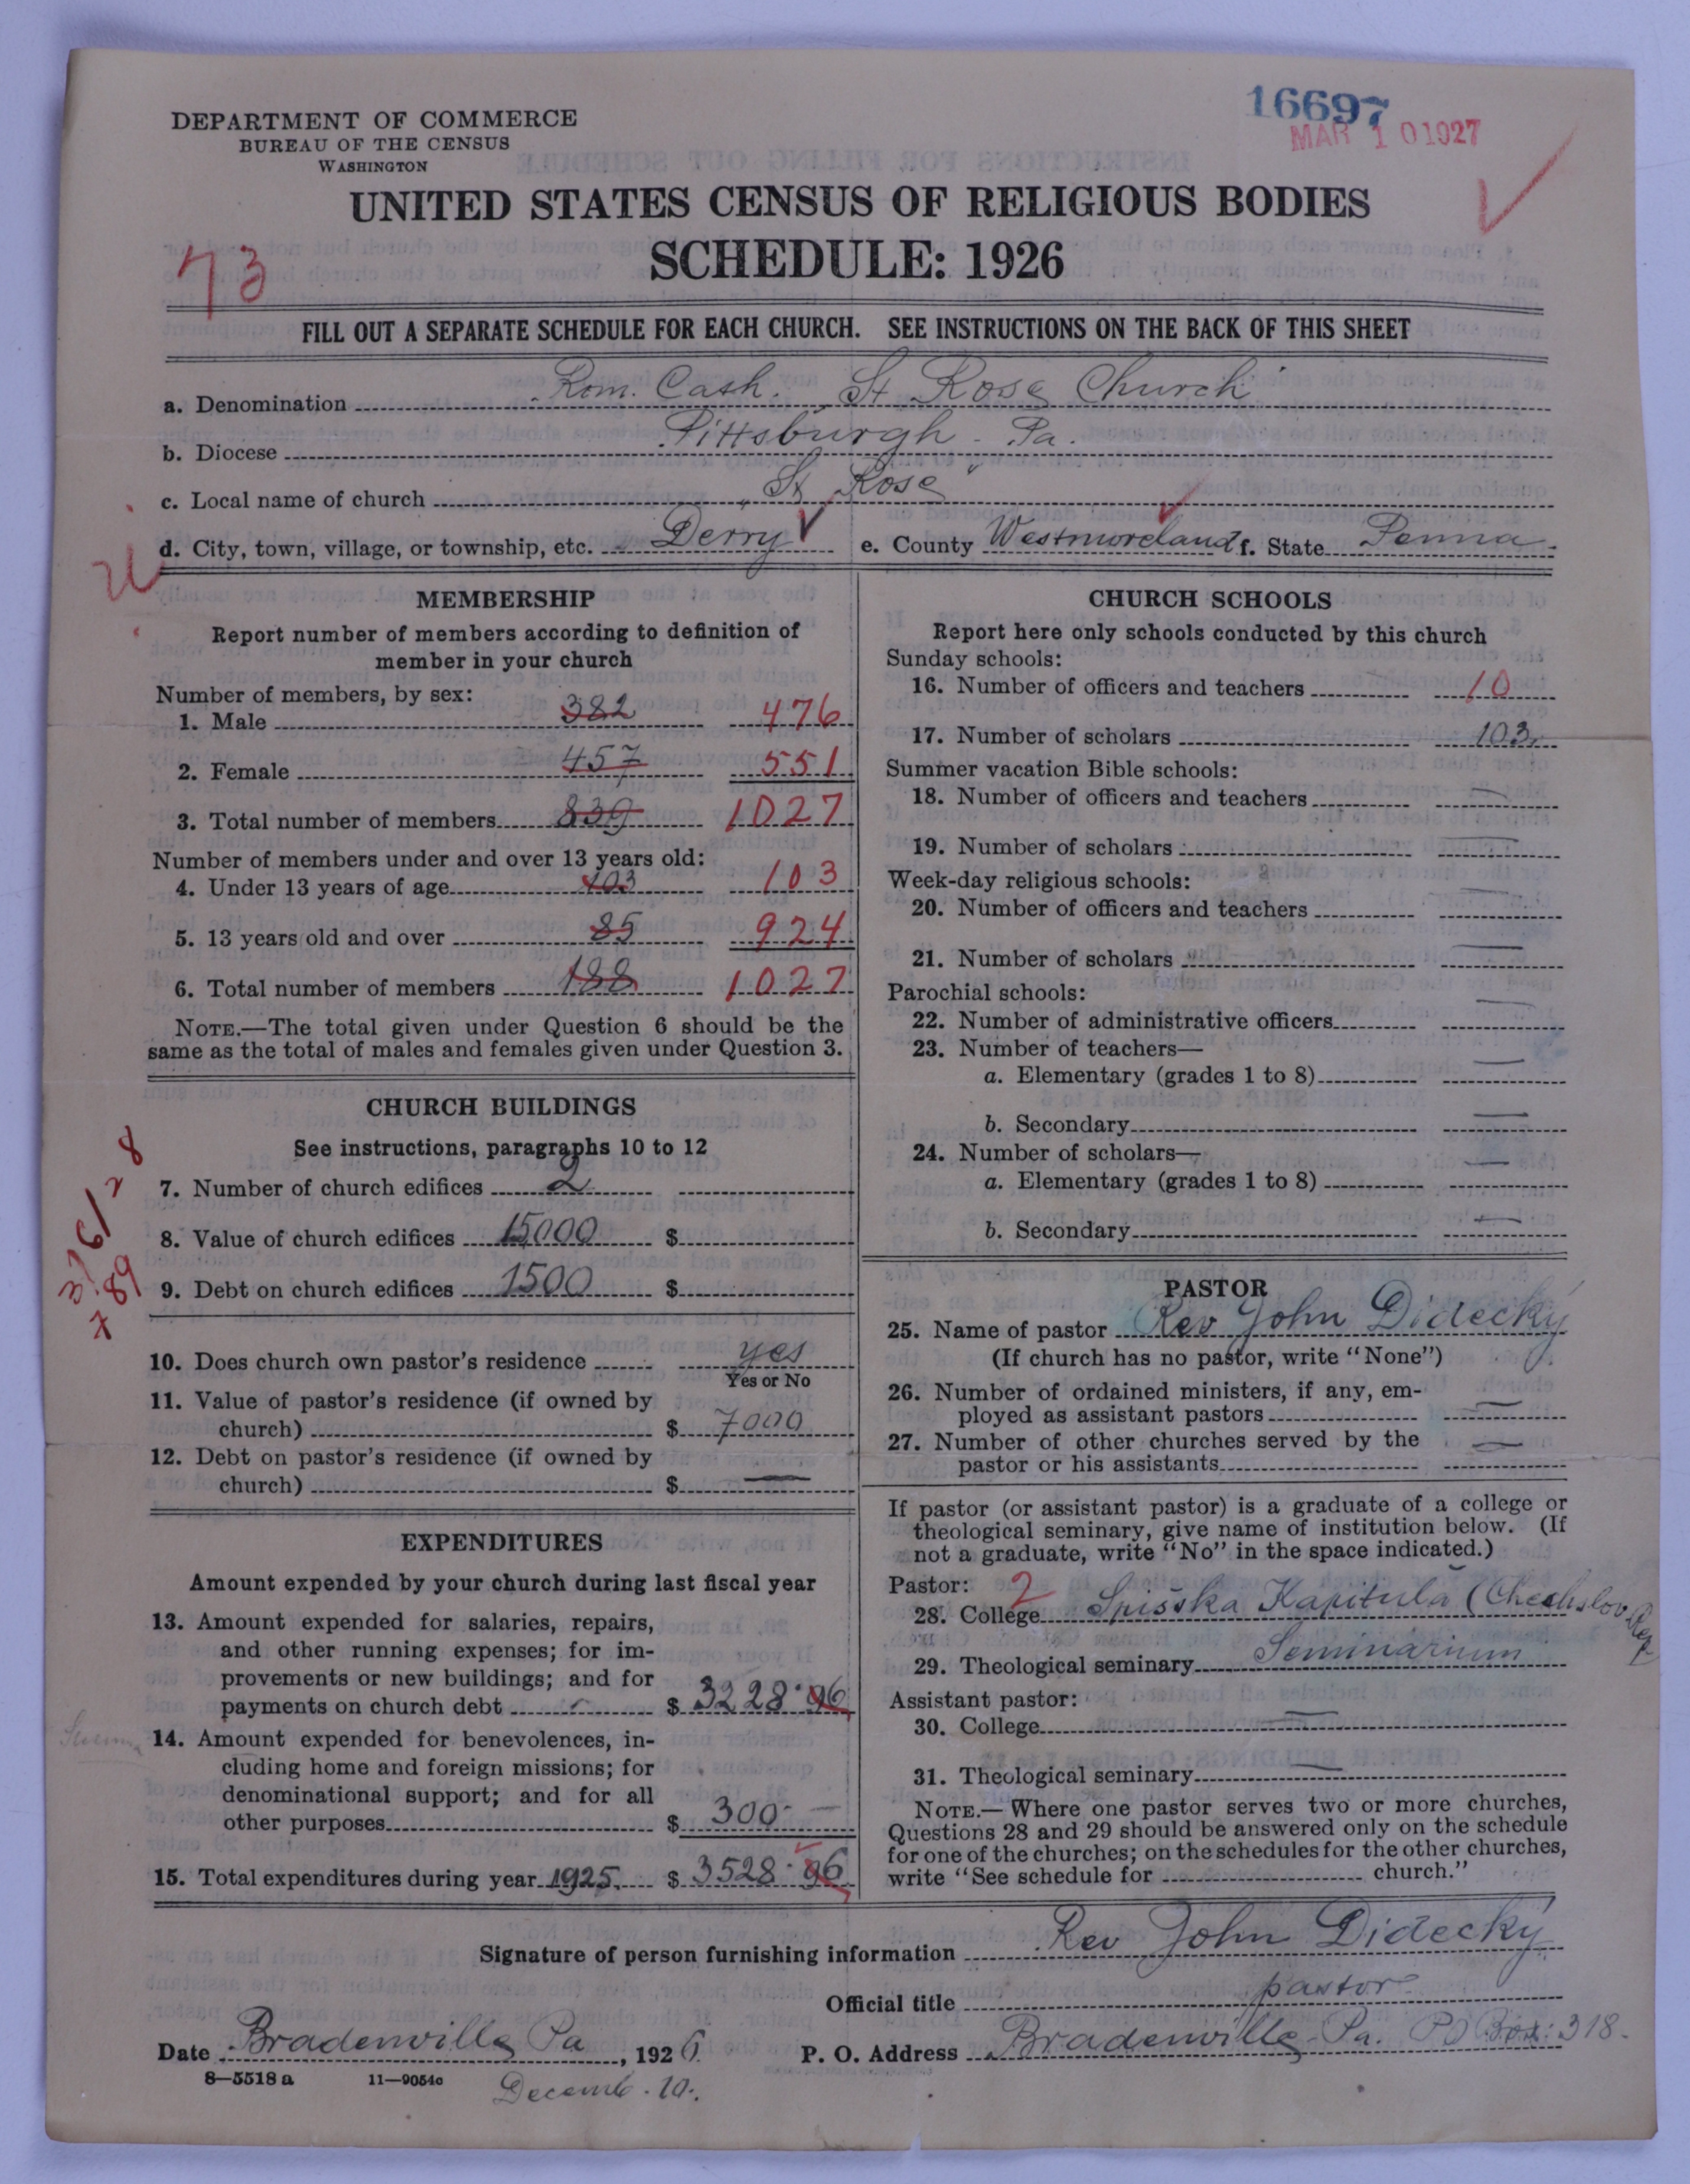 16697
MAR 10 1927
DEPARTMENT OF COMMERCE
BUREAU OF THE CENSUS
WASHINGTON
UNITED STATES CENSUS OF RELIGIOUS BODIES
SCHEDULE: 1926
73
FILL OUT A SEPARATE SCHEDULE FOR EACH CHURCH. SEE INSTRUCTIONS ON THE BACK OF THIS SHEET
a. Denomination Rom. Cath. St Rose Church
b. Diocese Pittsburgh - Pa.
c. Local name of church „St Rose"
d. City, town, village, or township, etc. Derry e. County Westmoreland f. State Penna.
MEMBERSHIP
Report number of members according to definition of
member in your church
Number of members, by sex:
1. Male 382 476
2. Female 457 551
3. Total number of members 839 1027
Number of members under and over 13 years old:
4. Under 13 years of age 103 103
5. 13 years old and over 85 924
6. Total number of members 188 1027
NOTE.—The total given under Question 6 should be the
same as the total of males and females given under Question 3.
CHURCH BUILDINGS
See instructions, paragraphs 10 to 12
7. Number of church edifices 2
8. Value of church edifices 15000 $
9. Debt on church edifices 1500 $
10. Does church own pastor's residence yes
Yes or No
11. Value of pastor's residence (if owned by
church) $ 7000
12. Debt on pastor's residence (if owned by
church) $ —
EXPENDITURES
Amount expended by your church during last fiscal year
13. Amount expended for salaries, repairs,
and other running expenses; for im-
provements or new buildings; and for
payments on church debt $ 3228.96
14. Amount expended for benevolences, in-
cluding home and foreign missions; for
denominational support; and for all
other purposes $ 300 —
15. Total expenditures during year 1925. $ 3528.96
CHURCH SCHOOLS
Report here only schools conducted by this church
Sunday schools:
16. Number of officers and teachers 10
17. Number of scholars 103
Summer vacation Bible schools:
18. Number of officers and teachers —
19. Number of scholars —
Week-day religious schools:
20. Number of officers and teachers —
21. Number of scholars —
Parochial schools:
22. Number of administrative officers —
23. Number of teachers—
a. Elementary (grades 1 to 8) —
b. Secondary —
24. Number of scholars—
a. Elementary (grades 1 to 8) —
b. Secondary —
PASTOR
25. Name of pastor Rev John Didecky
(If church has no pastor, write "None")
26. Number of ordained ministers, if any, em-
ployed as assistant pastors —
27. Number of other churches served by the
pastor or his assistants —
If pastor (or assistant pastor) is a graduate of a college or
theological seminary, give name of institution below. (If
not a graduate, write "No" in the space indicated.)
Pastor: 2
28. College Spisška Kapitula (Chechslov. Rep
29. Theological seminary Seminarium
Assistant pastor:
30. College —
31. Theological seminary —
NOTE.—Where one pastor serves two or more churches,
Questions 28 and 29 should be answered only on the schedule
for one of the churches; on the schedules for the other churches,
write "See schedule for church."
Signature of person furnishing information Rev John Didecky
Official title pastor
Date Bradenville Pa , 1926 P. O. Address Bradenville Pa. PO Box: 318.
8—5518 a 11—9054c
Decemb. 10.